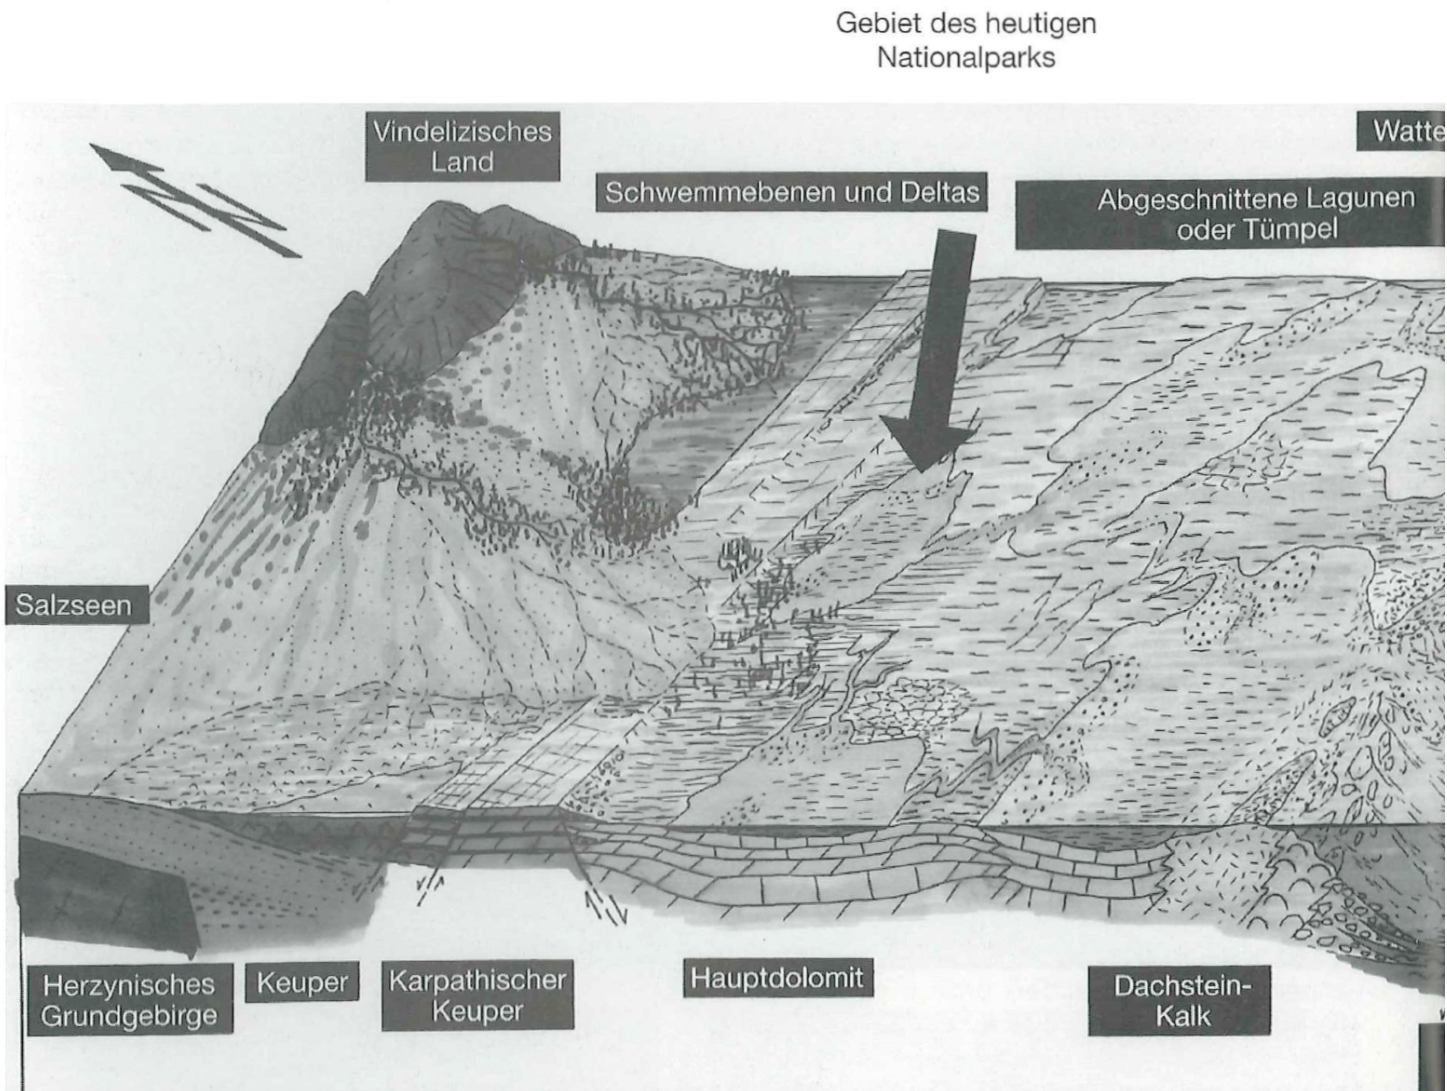 Gebiet des heutigen
Nationalparks
Vindelizisches
Land
Watte
Schwemmebenen und Deltas
Abgeschnittene Lagunen
oder Tümpel
Salzseen
Herzynisches
Grundgebirge
Keuper
Karpathischer
Keuper
Hauptdolomit
Dachstein-
Kalk